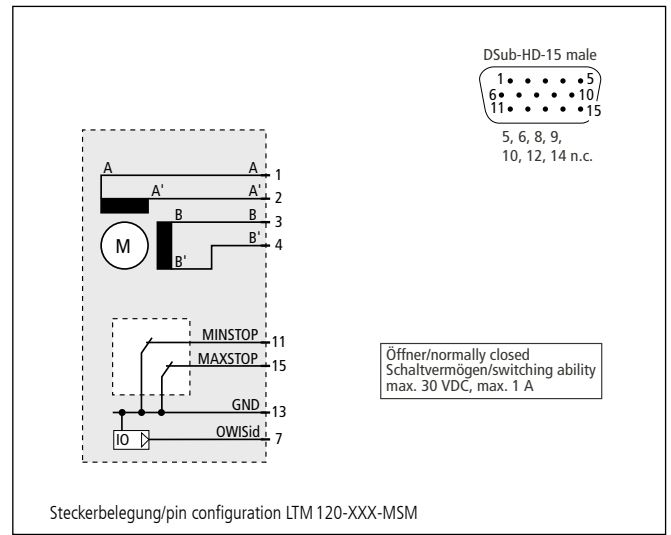 DSub-HD-15 male
1 5
6 10
11 15
5, 6, 8, 9,
10, 12, 14 n.c.
A A 1
A' A' 2
B B 3
B' 4
M
B'
MINSTOP 11
MAXSTOP 15
GND 13
IO OWISid 7
Öffner/normally closed
Schaltvermögen/switching ability
max. 30 VDC, max. 1 A
Steckerbelegung/pin configuration LTM 120-XXX-MSM